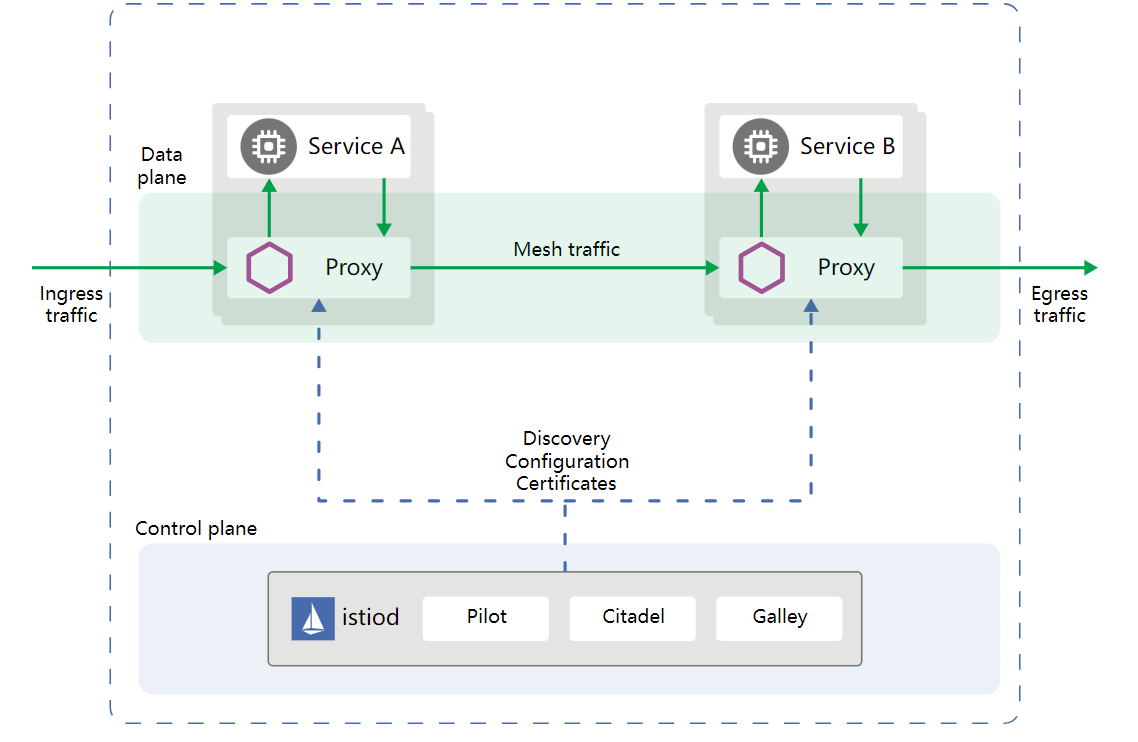 Service A
Service B
Data
plane
Mesh traffic
Proxy
Proxy
Ingress
traffic
Egress
traffic
Discovery
Configuration
Certificates
Control plane
istiod
Pilot
Citadel
Galley